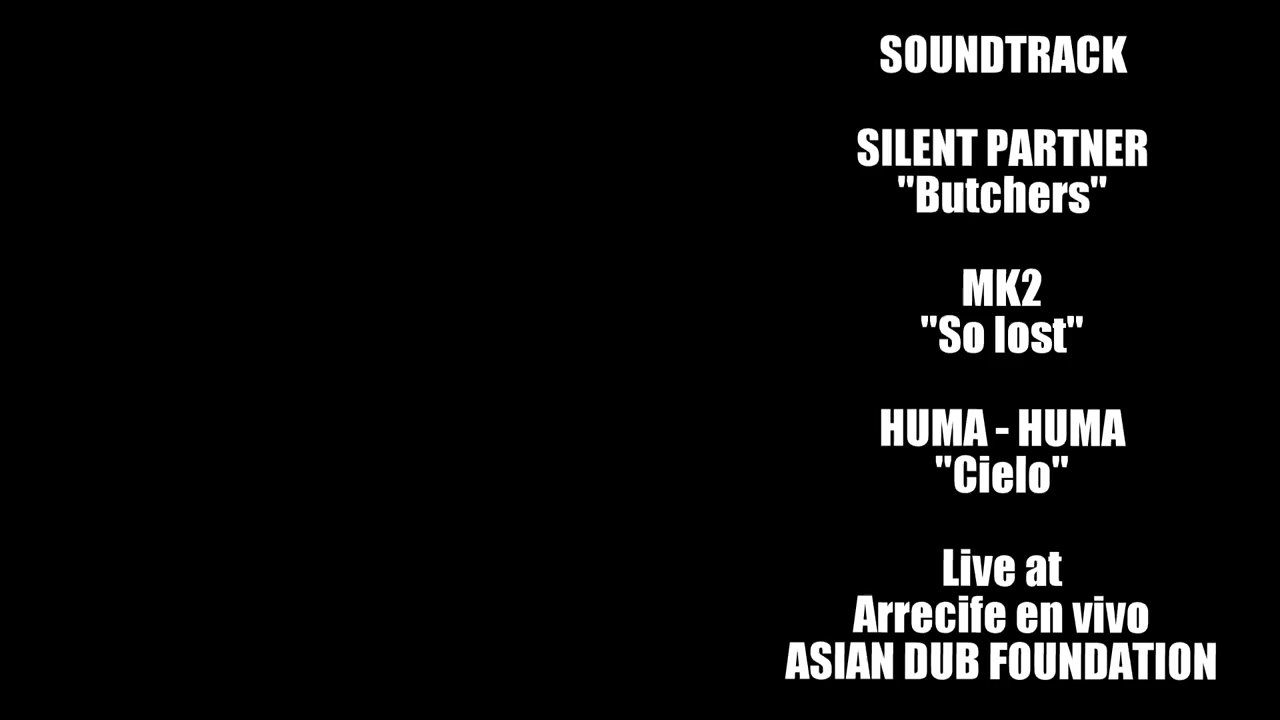 SOUNDTRACK
SILENT PARTNER
"Butchers"
MK2
"So lost"
HUMA - HUMA
"Cielo"
Live at
Arrecife en vivo
ASIAN DUB FOUNDATION